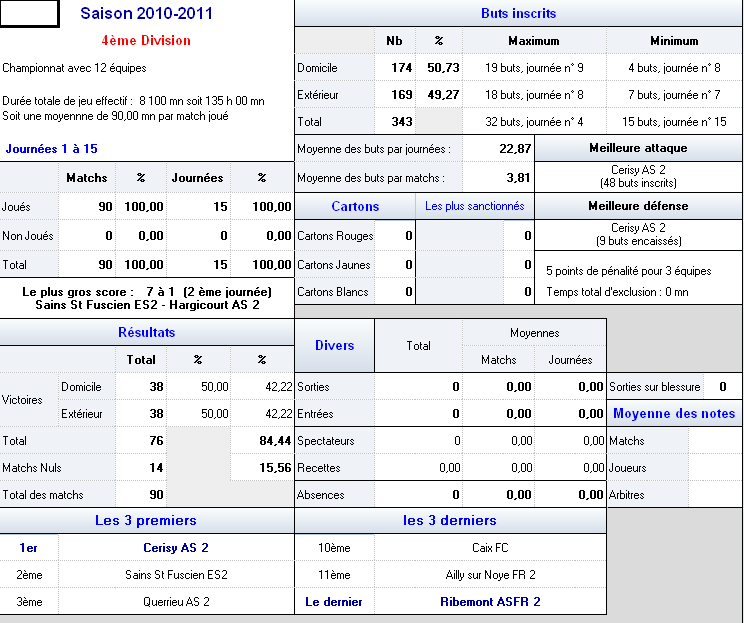 Saison 2010-2011
4ème Division
Championnat avec 12 équipes
Durée totale de jeu effectif : 8 100 mn soit 135 h 00 mn
Soit une moyennne de 90,00 mn par match joué
Journées 1 à 15
Matchs % Journées %
Joués 90 100,00 15 100,00
Non Joués 0 0,00 0 0,00
Total 90 100,00 15 100,00
Le plus gros score : 7 à 1 (2 ème journée)
Sains St Fuscien ES2 - Hargicourt AS 2
Buts inscrits
Nb % Maximum Minimum
Domicile 174 50,73 19 buts, journée n° 9 4 buts, journée n° 8
Extérieur 169 49,27 18 buts, journée n° 8 7 buts, journée n° 7
Total 343 32 buts, journée n° 4 15 buts, journée n° 15
Moyenne des buts par journées : 22,87
Moyenne des buts par matchs : 3,81
Meilleure attaque
Cerisy AS 2
(48 buts inscrits)
Cartons Les plus sanctionnés
Cartons Rouges 0 0
Cartons Jaunes 0 0
Cartons Blancs 0 0
Meilleure défense
Cerisy AS 2
(9 buts encaissés)
5 points de pénalité pour 3 équipes
Temps total d'exclusion : 0 mn
Résultats
Total % %
Victoires
Domicile 38 50,00 42,22
Extérieur 38 50,00 42,22
Total 76 84,44
Matchs Nuls 14 15,56
Total des matchs 90
Divers Total Moyennes
Matchs Journées
Sorties 0 0,00 0,00
Entrées 0 0,00 0,00
Spectateurs 0 0,00 0,00
Recettes 0,00 0,00 0,00
Absences 0 0,00 0,00
Sorties sur blessure 0
Moyenne des notes
Matchs
Joueurs
Arbitres
Les 3 premiers
1er Cerisy AS 2
2ème Sains St Fuscien ES2
3ème Querrieu AS 2
les 3 derniers
10ème Caix FC
11ème Ailly sur Noye FR 2
Le dernier Ribemont ASFR 2